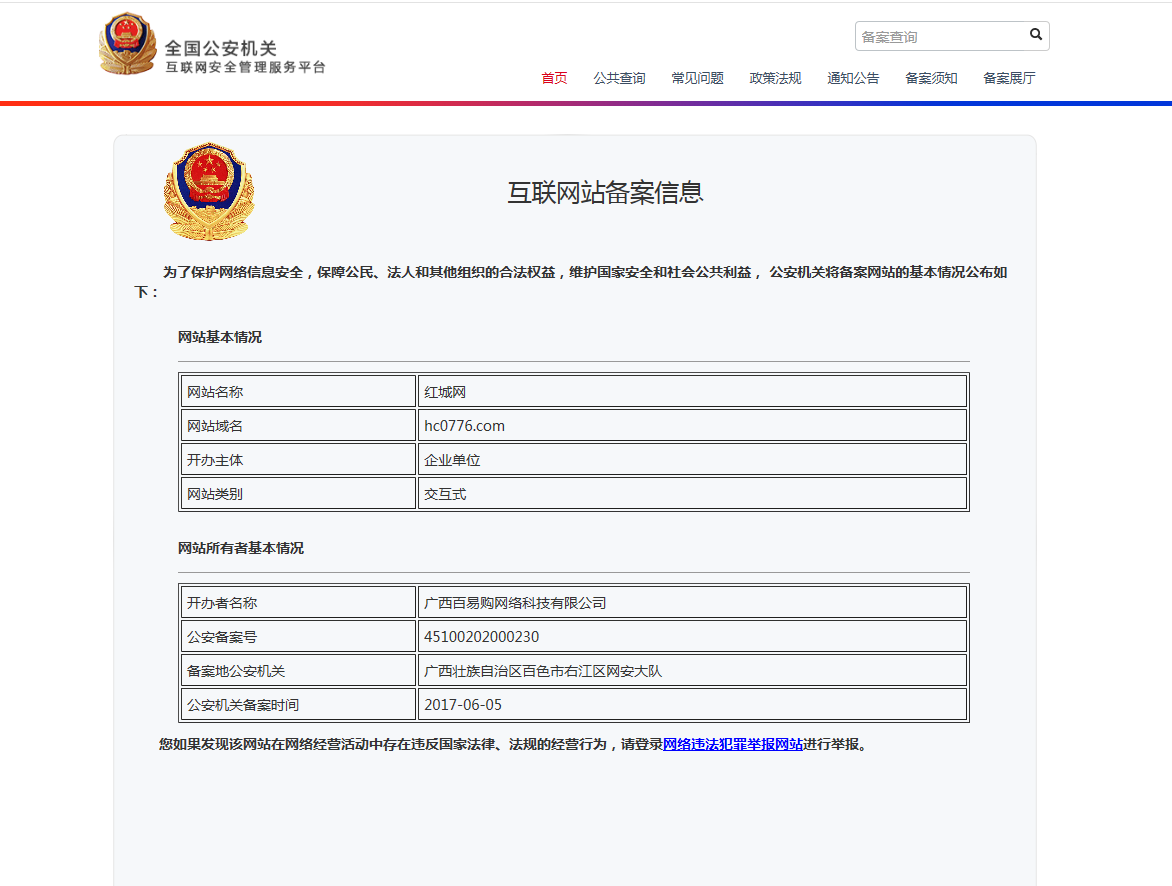 全国公安机关
互联网安全管理服务平台
备案查询
首页 公共查询 常见问题 政策法规 通知公告 备案须知 备案展厅
互联网站备案信息
为了保护网络信息安全，保障公民、法人和其他组织的合法权益，维护国家安全和社会公共利益， 公安机关将备案网站的基本情况公布如
下：
网站基本情况
网站名称 红城网
网站域名 hc0776.com
开办主体 企业单位
网站类别 交互式
网站所有者基本情况
开办者名称 广西百易购网络科技有限公司
公安备案号 45100202000230
备案地公安机关 广西壮族自治区百色市右江区网安大队
公安机关备案时间 2017-06-05
您如果发现该网站在网络经营活动中存在违反国家法律、法规的经营行为，请登录网络违法犯罪举报网站进行举报。